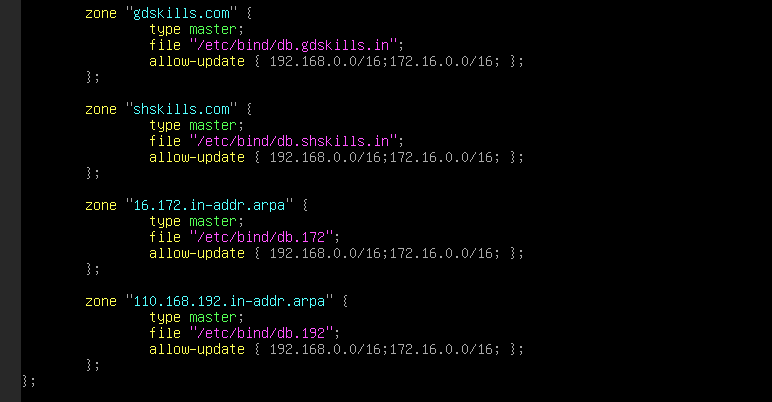 zone "gdskills.com" {
type master;
file "/etc/bind/db.gdskills.in";
allow-update { 192.168.0.0/16;172.16.0.0/16; };
};
zone "shskills.com" {
type master;
file "/etc/bind/db.shskills.in";
allow-update { 192.168.0.0/16;172.16.0.0/16; };
};
zone "16.172.in-addr.arpa" {
type master;
file "/etc/bind/db.172";
allow-update { 192.168.0.0/16;172.16.0.0/16; };
};
zone "110.168.192.in-addr.arpa" {
type master;
file "/etc/bind/db.192";
allow-update { 192.168.0.0/16;172.16.0.0/16; };
};
};